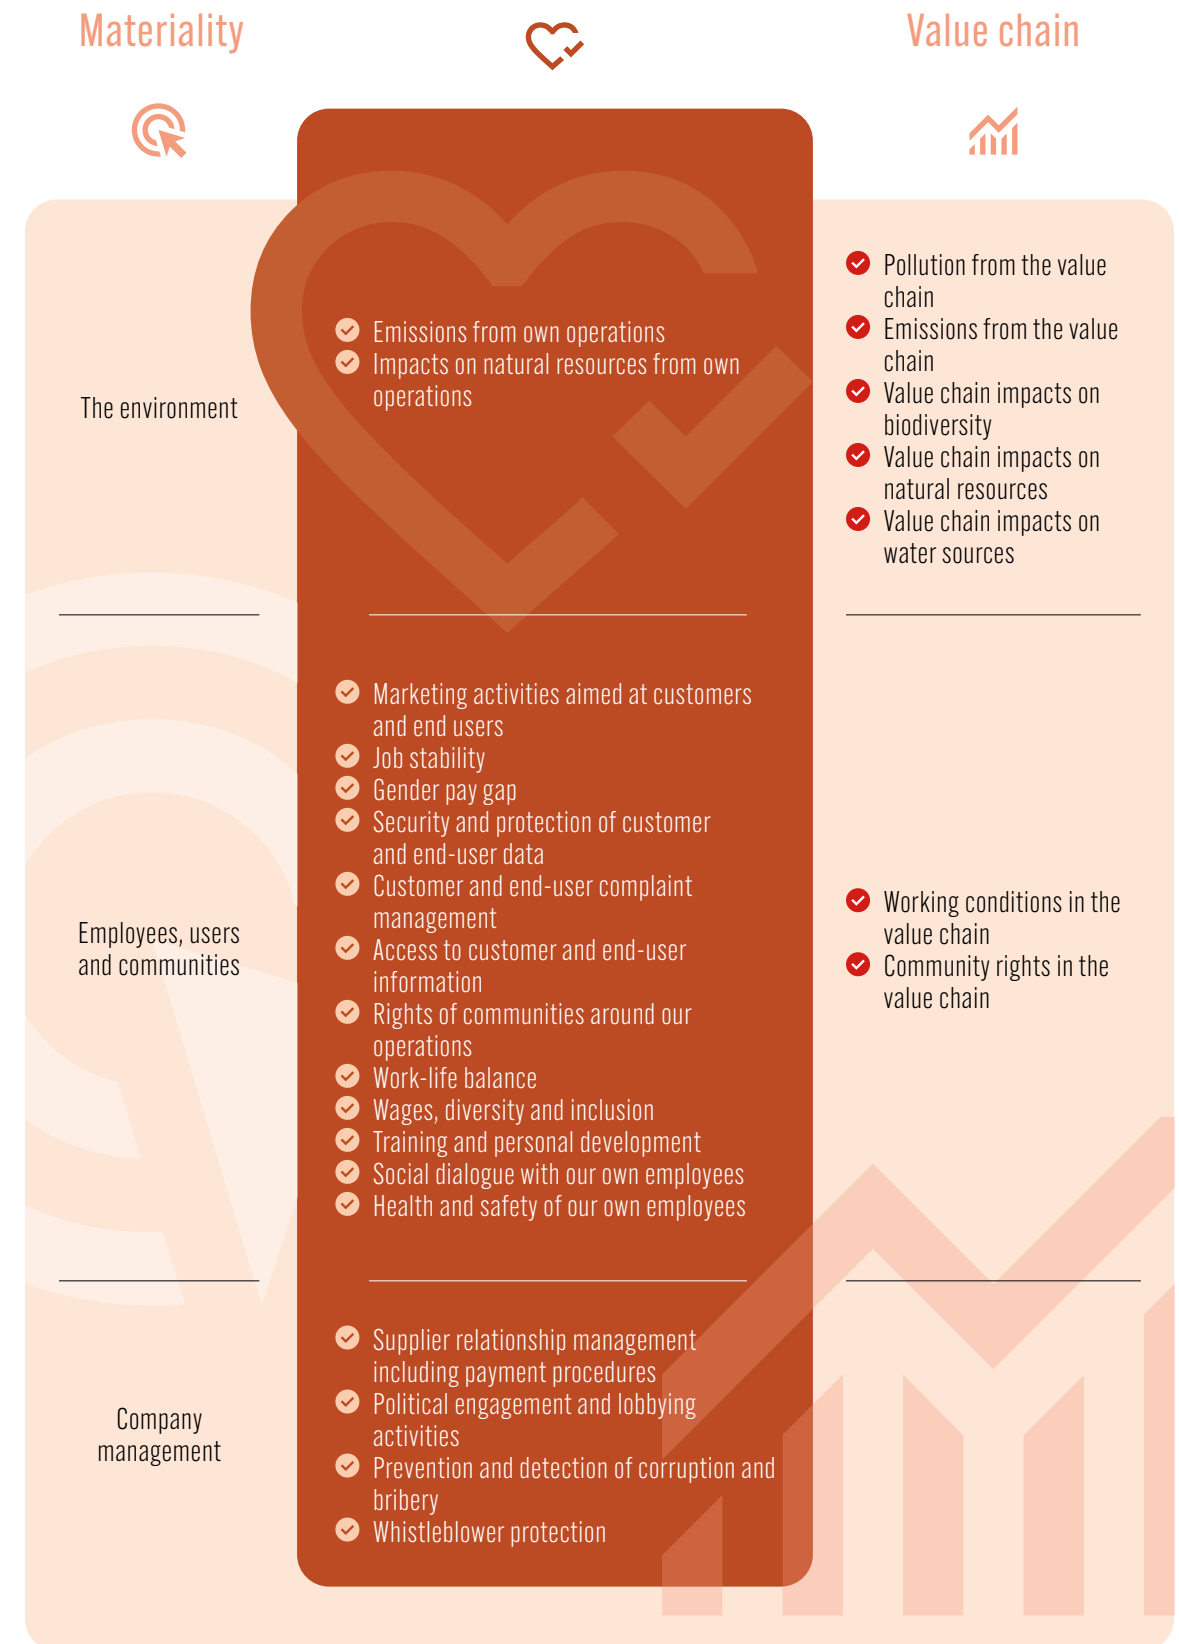 Materiality
Value chain
The environment
Emissions from own operations
Impacts on natural resources from own
operations
Pollution from the value
chain
Emissions from the value
chain
Value chain impacts on
biodiversity
Value chain impacts on
natural resources
Value chain impacts on
water sources
Employees, users
and communities
Marketing activities aimed at customers
and end users
Job stability
Gender pay gap
Security and protection of customer
and end-user data
Customer and end-user complaint
management
Access to customer and end-user
information
Rights of communities around our
operations
Work-life balance
Wages, diversity and inclusion
Training and personal development
Social dialogue with our own employees
Health and safety of our own employees
Working conditions in the
value chain
Community rights in the
value chain
Company
management
Supplier relationship management
including payment procedures
Political engagement and lobbying
activities
Prevention and detection of corruption and
bribery
Whistleblower protection